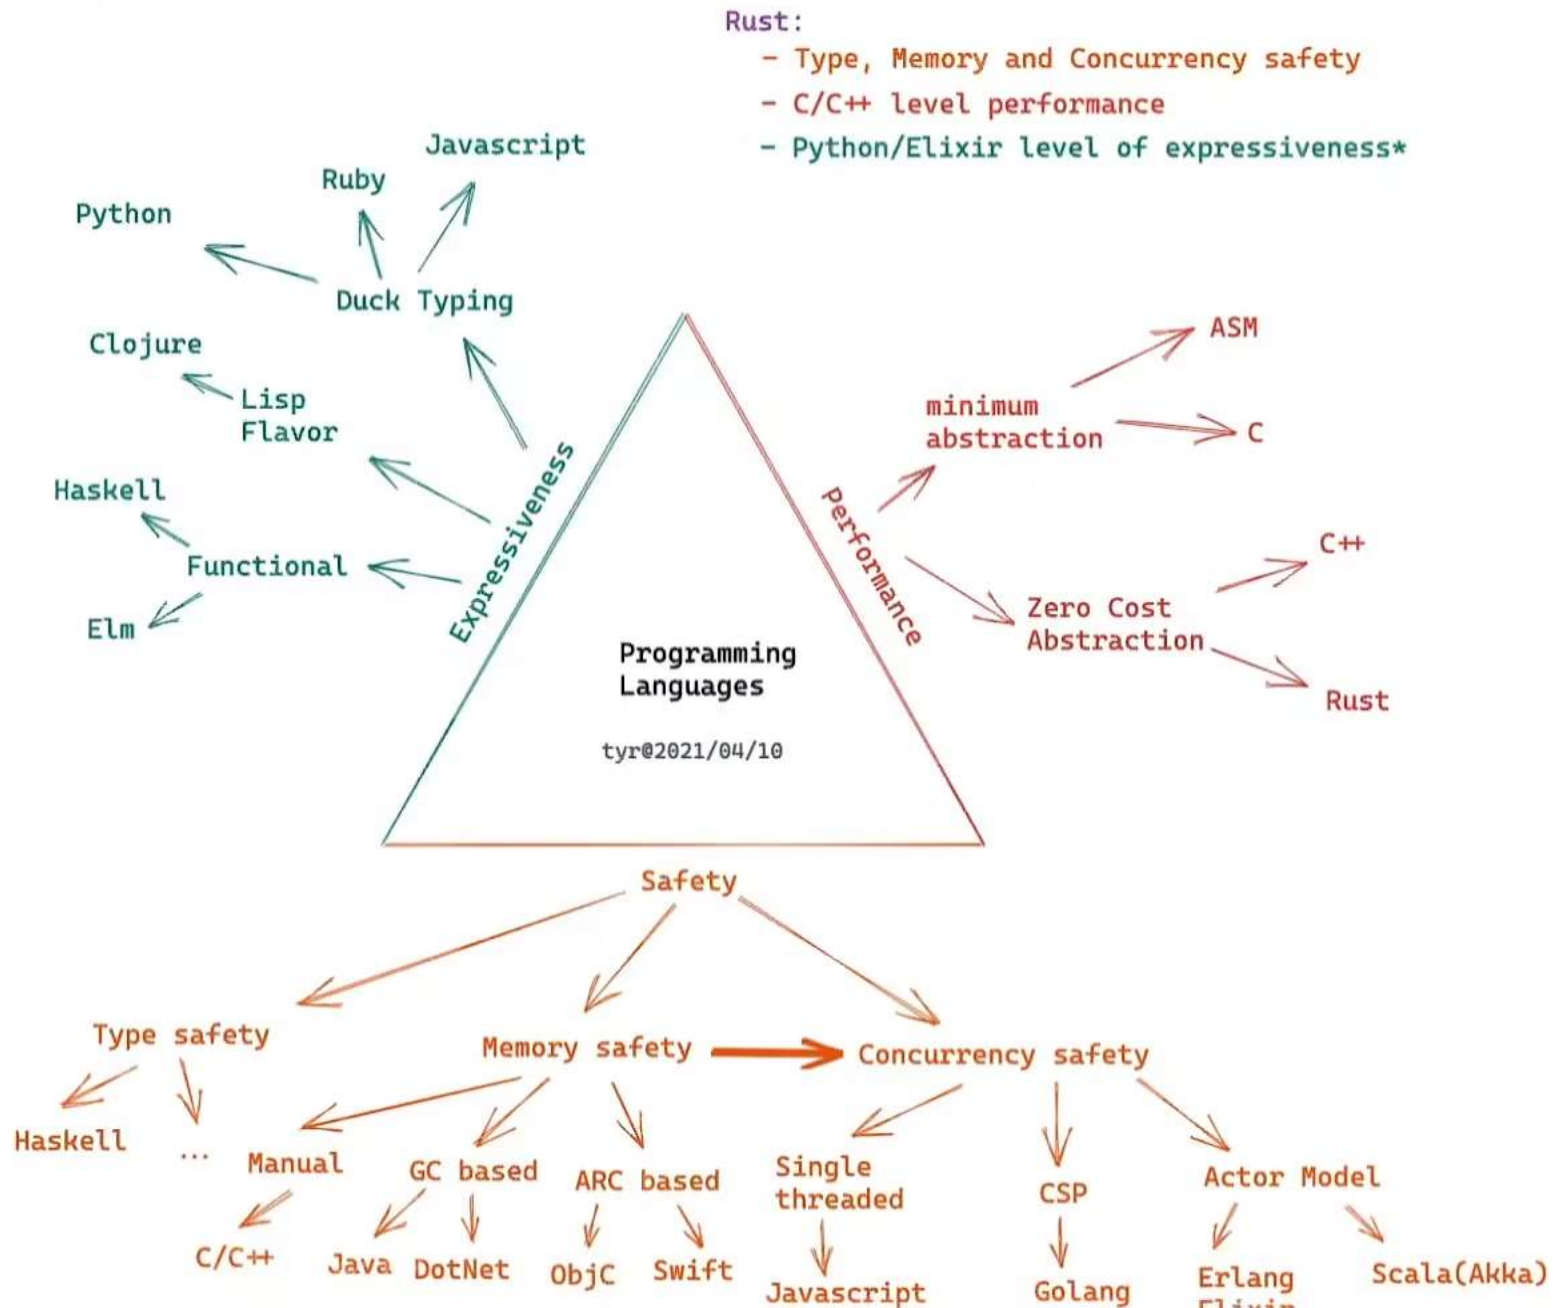 Rust:
- Type, Memory and Concurrency safety
- C/C++ level performance
- Python/Elixir level of expressiveness*
Javascript
Ruby
Python
Duck Typing
Clojure
Lisp
Flavor
Haskell
Functional
Elm
Expressiveness
Performance
minimum
abstraction
ASM
C
Zero Cost
Abstraction
C++
Rust
Programming
Languages
tyr@2021/04/10
Safety
Type safety
Memory safety
Concurrency safety
Haskell
...
Manual
GC based
ARC based
Single
threaded
CSP
Actor Model
C/C++
Java
DotNet
ObjC
Swift
Javascript
Golang
Erlang
Scala(Akka)